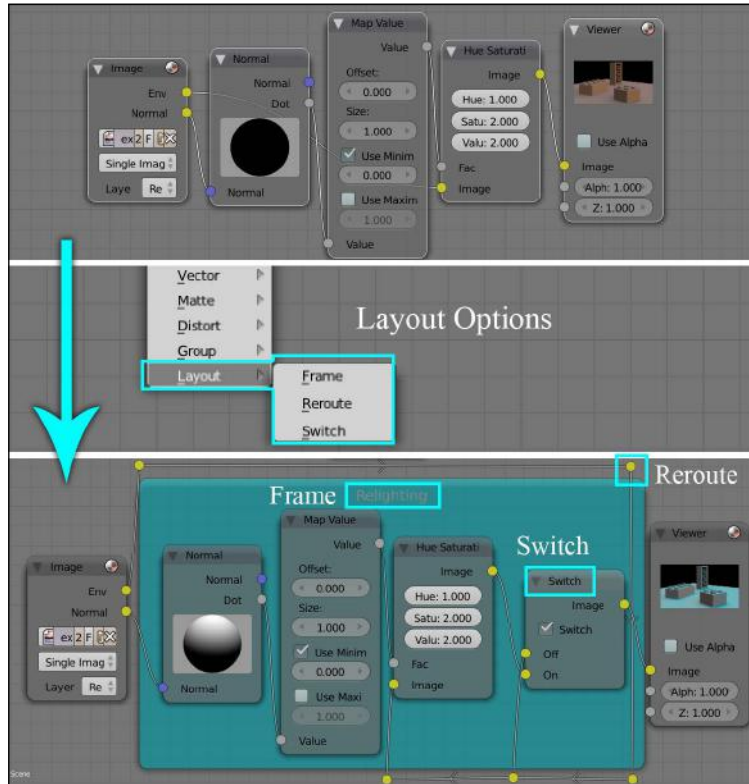 Image
Env
Normal
ex 2 F
Single Imag
Laye Re
Normal
Normal
Dot
Normal
Map Value
Value
Offset:
0.000
Size:
1.000
Use Minim
0.000
Use Maxim
1.000
Value
Hue Saturati
Image
Hue: 1.000
Satu: 2.000
Valu: 2.000
Fac
Image
Viewer
Use Alpha
Image
Alph: 1.000
Z: 1.000
Vector
Matte
Distort
Group
Layout
Frame
Reroute
Switch
Layout Options
Reroute
Frame Relighting
Switch
Image
Env
Normal
ex 2 F
Single Imag
Layer Re
Normal
Normal
Dot
Normal
Map Value
Value
Offset:
0.000
Size:
1.000
Use Minim
0.000
Use Maxi
1.000
Value
Hue Saturati
Image
Hue: 1.000
Satu: 2.000
Valu: 2.000
Fac
Image
Switch
Image
Switch
Off
On
Viewer
Use Alpha
Image
Alph: 1.000
Z: 1.000
Scene